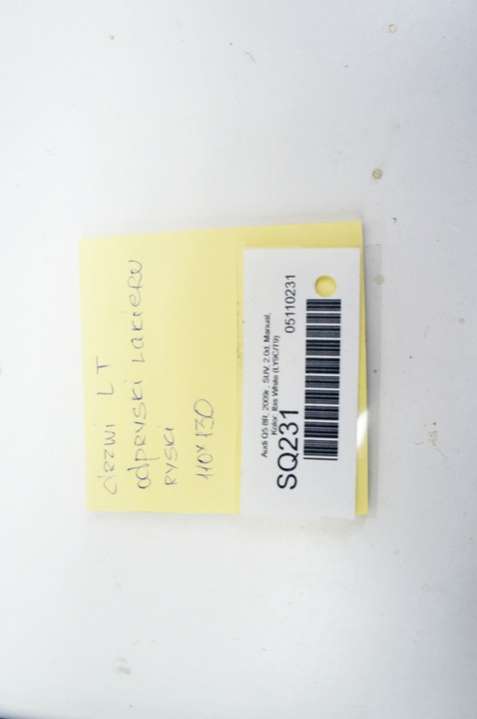 drzwi LT
odpryski lakieru
ryski
110x130
Audi Q5 8R, 2009r., SUV, 2.0d, Manual,
Kolor: Ibis White (LY9C/T9)
SQ231
05110231